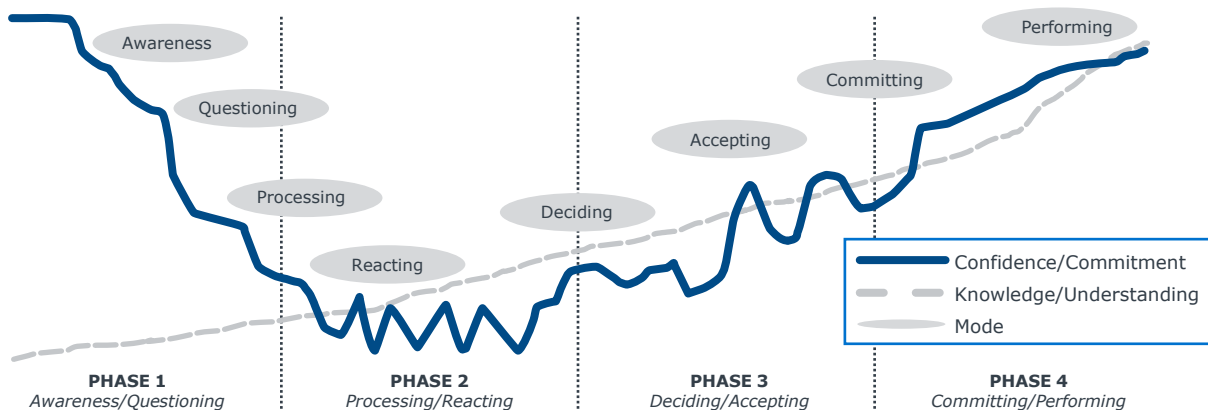 Performing
Awareness
Committing
Questioning
Accepting
Processing
Deciding
Reacting
Confidence/Commitment
Knowledge/Understanding
Mode
PHASE 1
Awareness/Questioning
PHASE 2
Processing/Reacting
PHASE 3
Deciding/Accepting
PHASE 4
Committing/Performing